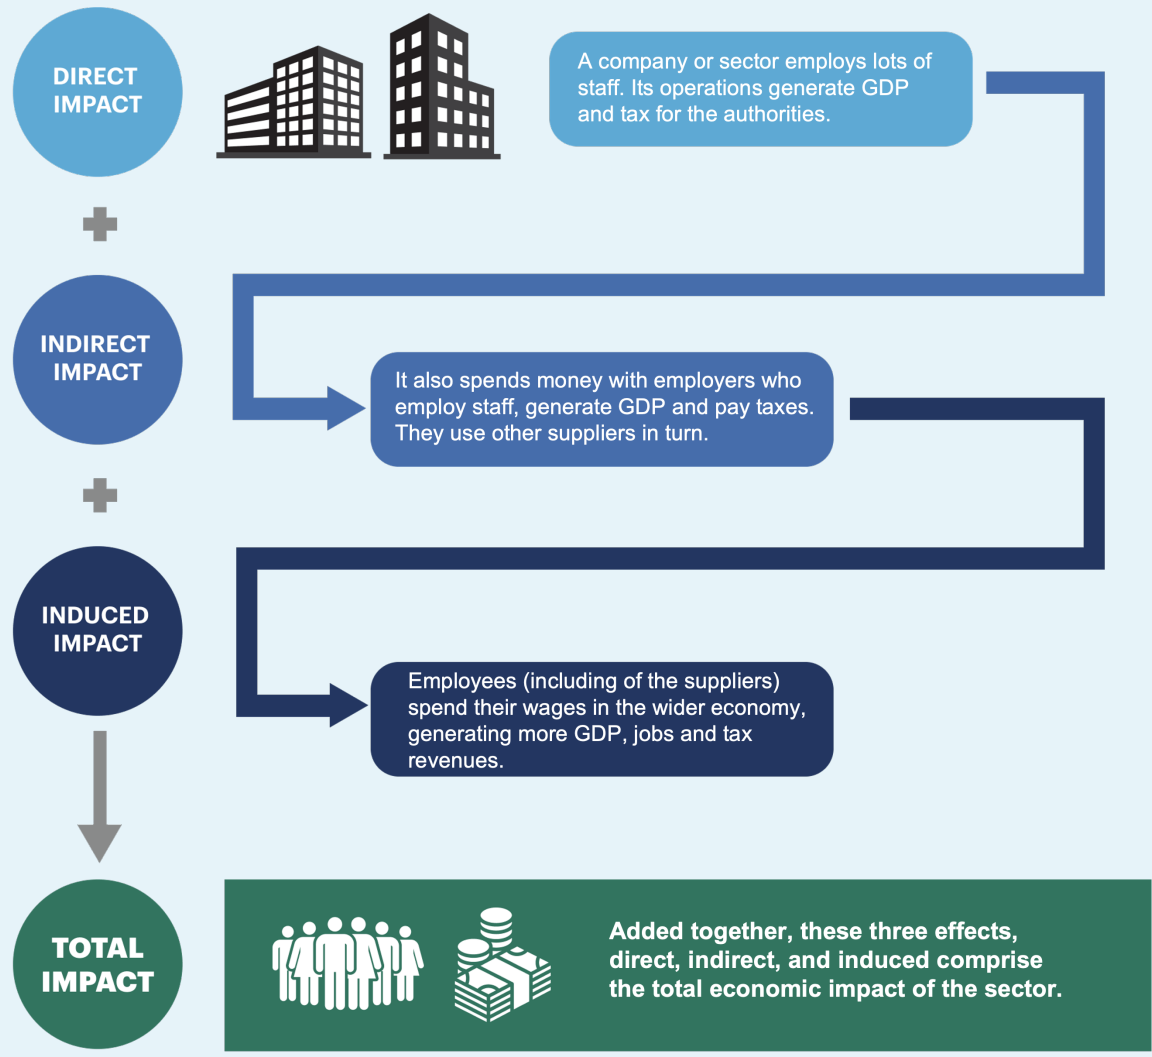 DIRECT
IMPACT
A company or sector employs lots of
staff. Its operations generate GDP
and tax for the authorities.
INDIRECT
IMPACT
It also spends money with employers who
employ staff, generate GDP and pay taxes.
They use other suppliers in turn.
INDUCED
IMPACT
Employees (including of the suppliers)
spend their wages in the wider economy,
generating more GDP, jobs and tax
revenues.
TOTAL
IMPACT
Added together, these three effects,
direct, indirect, and induced comprise
the total economic impact of the sector.